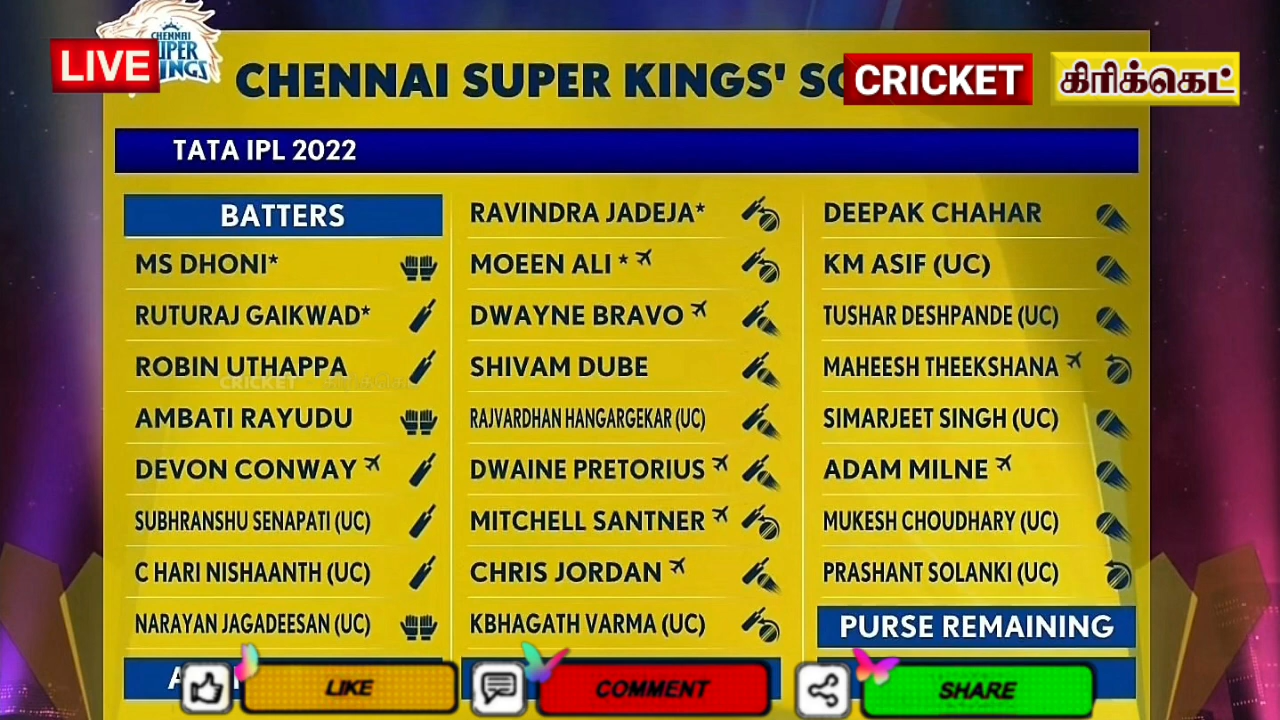 CHENNAI
SUPER
KINGS
LIVE
CHENNAI SUPER KINGS'
CRICKET
கிரிக்கெட்
TATA IPL 2022
BATTERS
MS DHONI*
RUTURAJ GAIKWAD*
ROBIN UTHAPPA
AMBATI RAYUDU
DEVON CONWAY
SUBHRANSHU SENAPATI (UC)
C HARI NISHAANTH (UC)
NARAYAN JAGADEESAN (UC)
RAVINDRA JADEJA*
MOEEN ALI *
DWAYNE BRAVO
SHIVAM DUBE
RAJVARDHAN HANGARGEKAR (UC)
DWAINE PRETORIUS
MITCHELL SANTNER
CHRIS JORDAN
KBHAGATH VARMA (UC)
DEEPAK CHAHAR
KM ASIF (UC)
TUSHAR DESHPANDE (UC)
MAHEESH THEEKSHANA
SIMARJEET SINGH (UC)
ADAM MILNE
MUKESH CHOUDHARY (UC)
PRASHANT SOLANKI (UC)
PURSE REMAINING
CRICKET
LIKE
COMMENT
SHARE